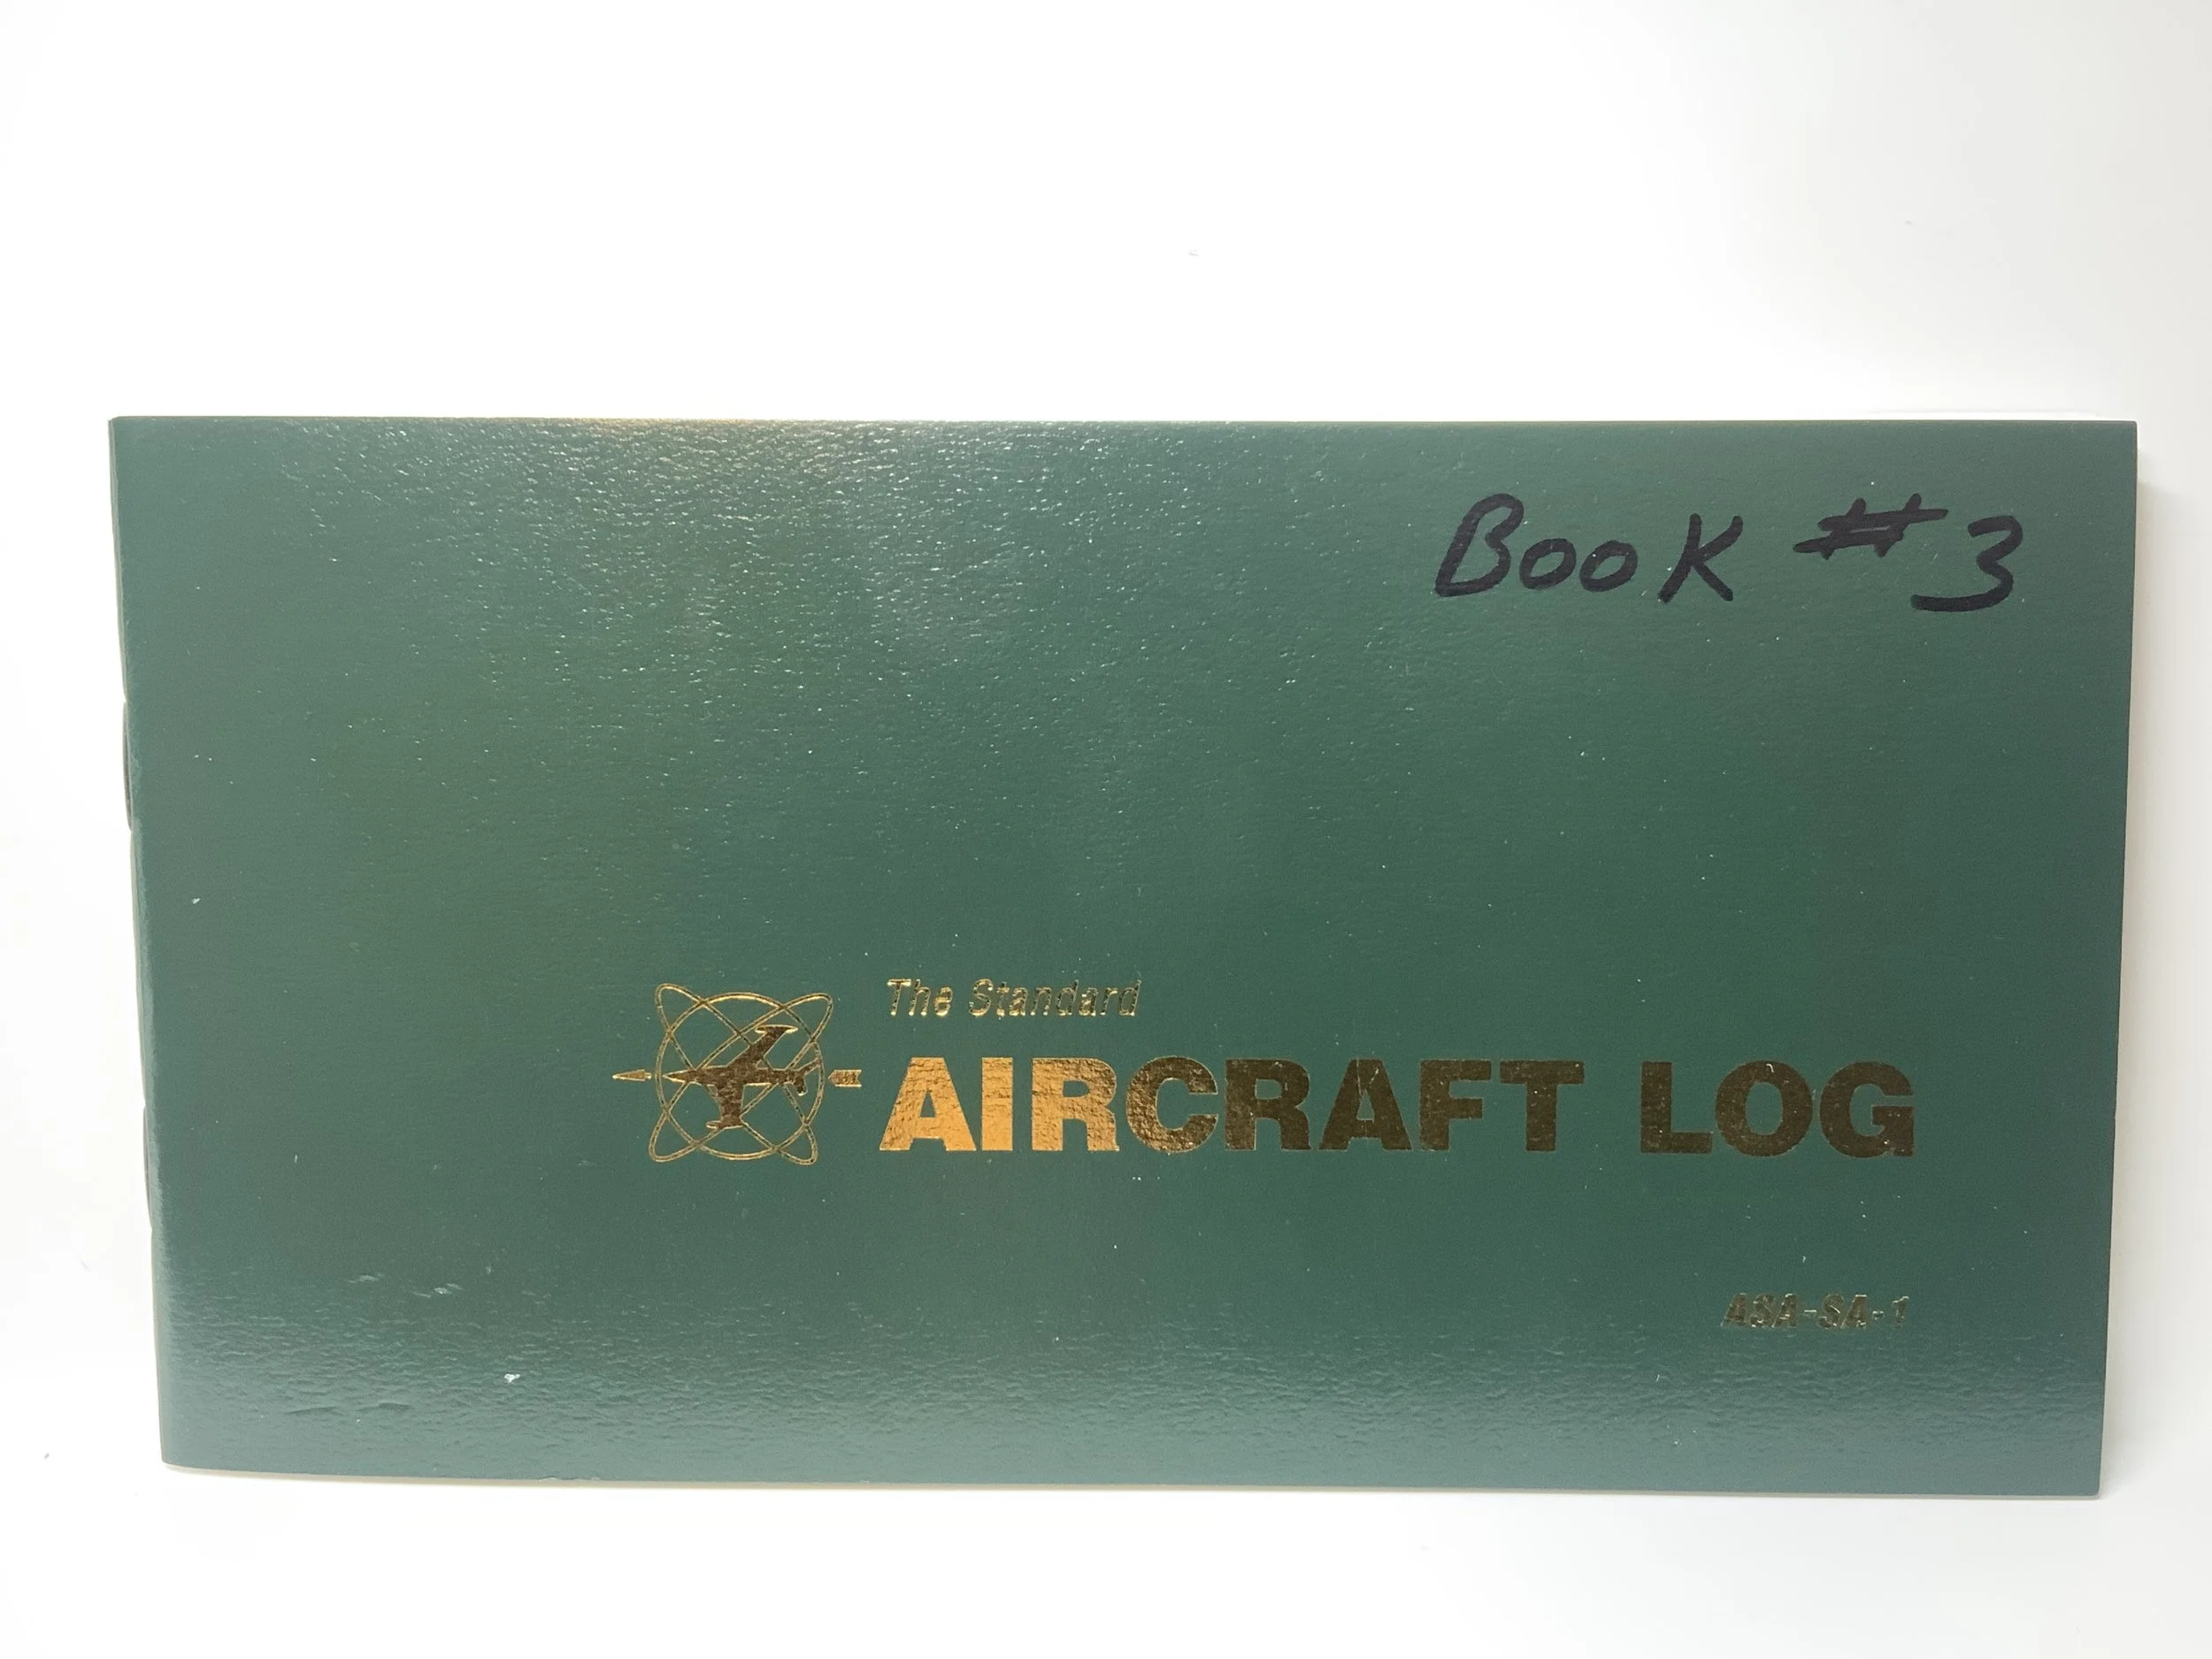 Book #3
The Standard
AIRCRAFT LOG
ASA-SA-1